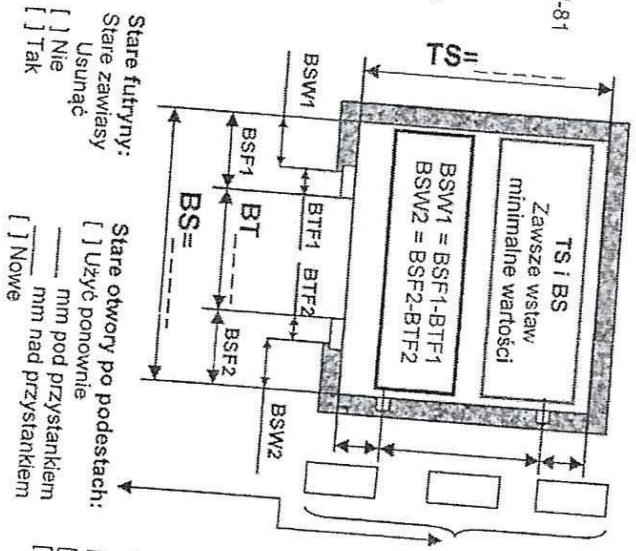 -81
TS= _ _ _ _ _
TS i BS
Zawsze wstaw
minimalne wartości
BSW1 = BSF1-BTF1
BSW2 = BSF2-BTF2
BSW1
BTF1
BTF2
BSW2
BSF1
BT _ _ _ _
BSF2
BS= _ _ _ _ _
Stare futryny:
Stare zawiasy
Usunąć
[ ] Nie
[ ] Tak
Stare otwory po podestach:
[ ] Użyć ponownie
____ mm pod przystankiem
____ mm nad przystankiem
[ ] Nowe